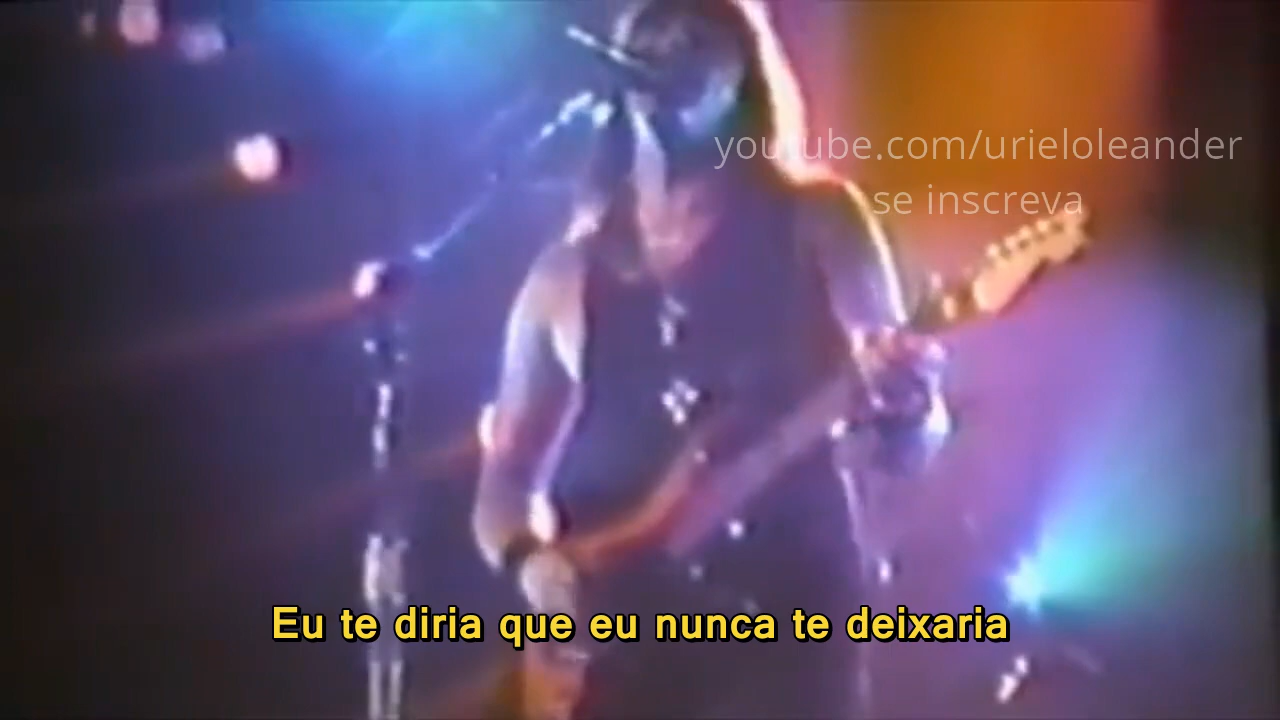 youtube.com/urieloleander
se inscreva
Eu te diria que eu nunca te deixaria